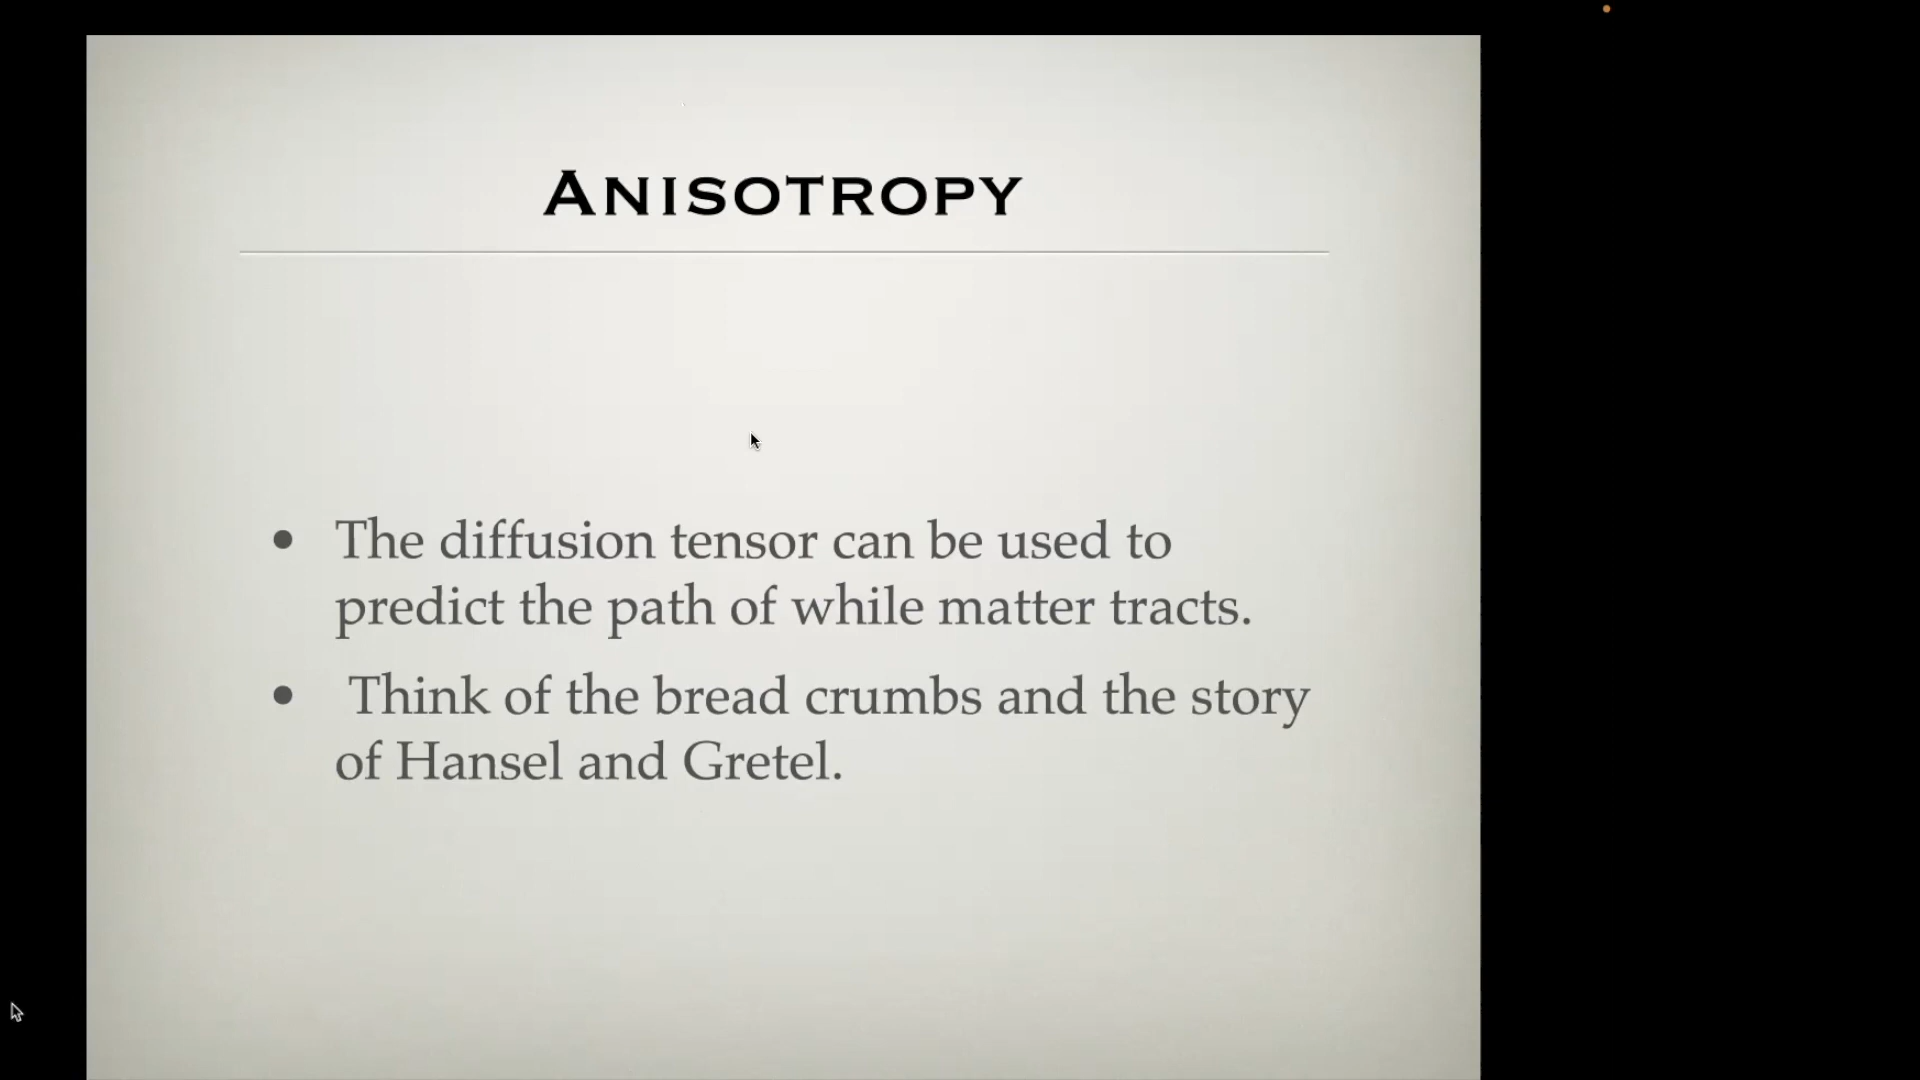 ANISOTROPY
• The diffusion tensor can be used to
predict the path of while matter tracts.
• Think of the bread crumbs and the story
of Hansel and Gretel.